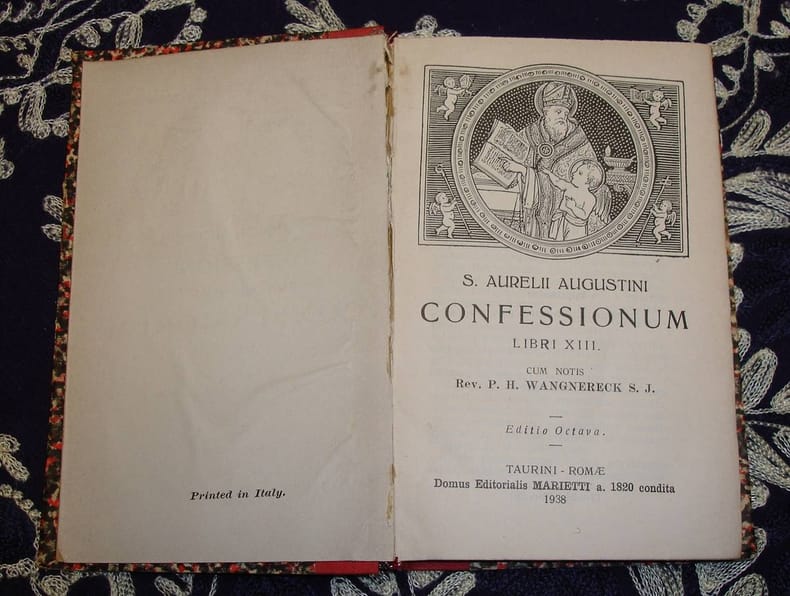 Printed in Italy.
S. AURELII AUGUSTINI
CONFESSIONUM
LIBRI XIII.
CUM NOTIS
Rev. P. H. WANGNERECK S. J.
Editio Octava.
TAURINI - ROMÆ
Domus Editorialis MARIETTI a. 1820 condita
1938